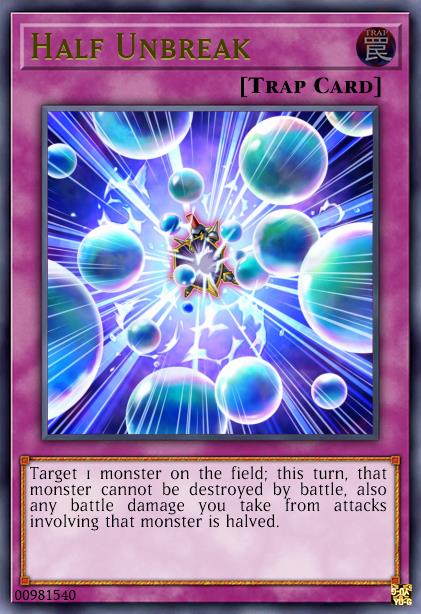 Half Unbreak
TRAP
罠
[Trap Card]
Target 1 monster on the field; this turn, that
monster cannot be destroyed by battle, also
any battle damage you take from attacks
involving that monster is halved.
00981540